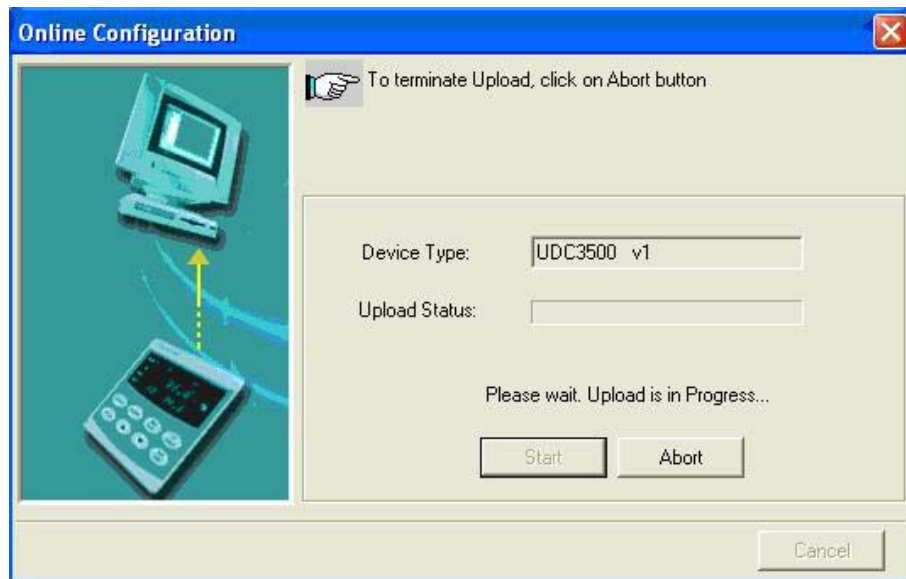 Online Configuration
To terminate Upload, click on Abort button
Device Type: UDC3500 v1
Upload Status:
Please wait. Upload is in Progress...
Start Abort
Cancel